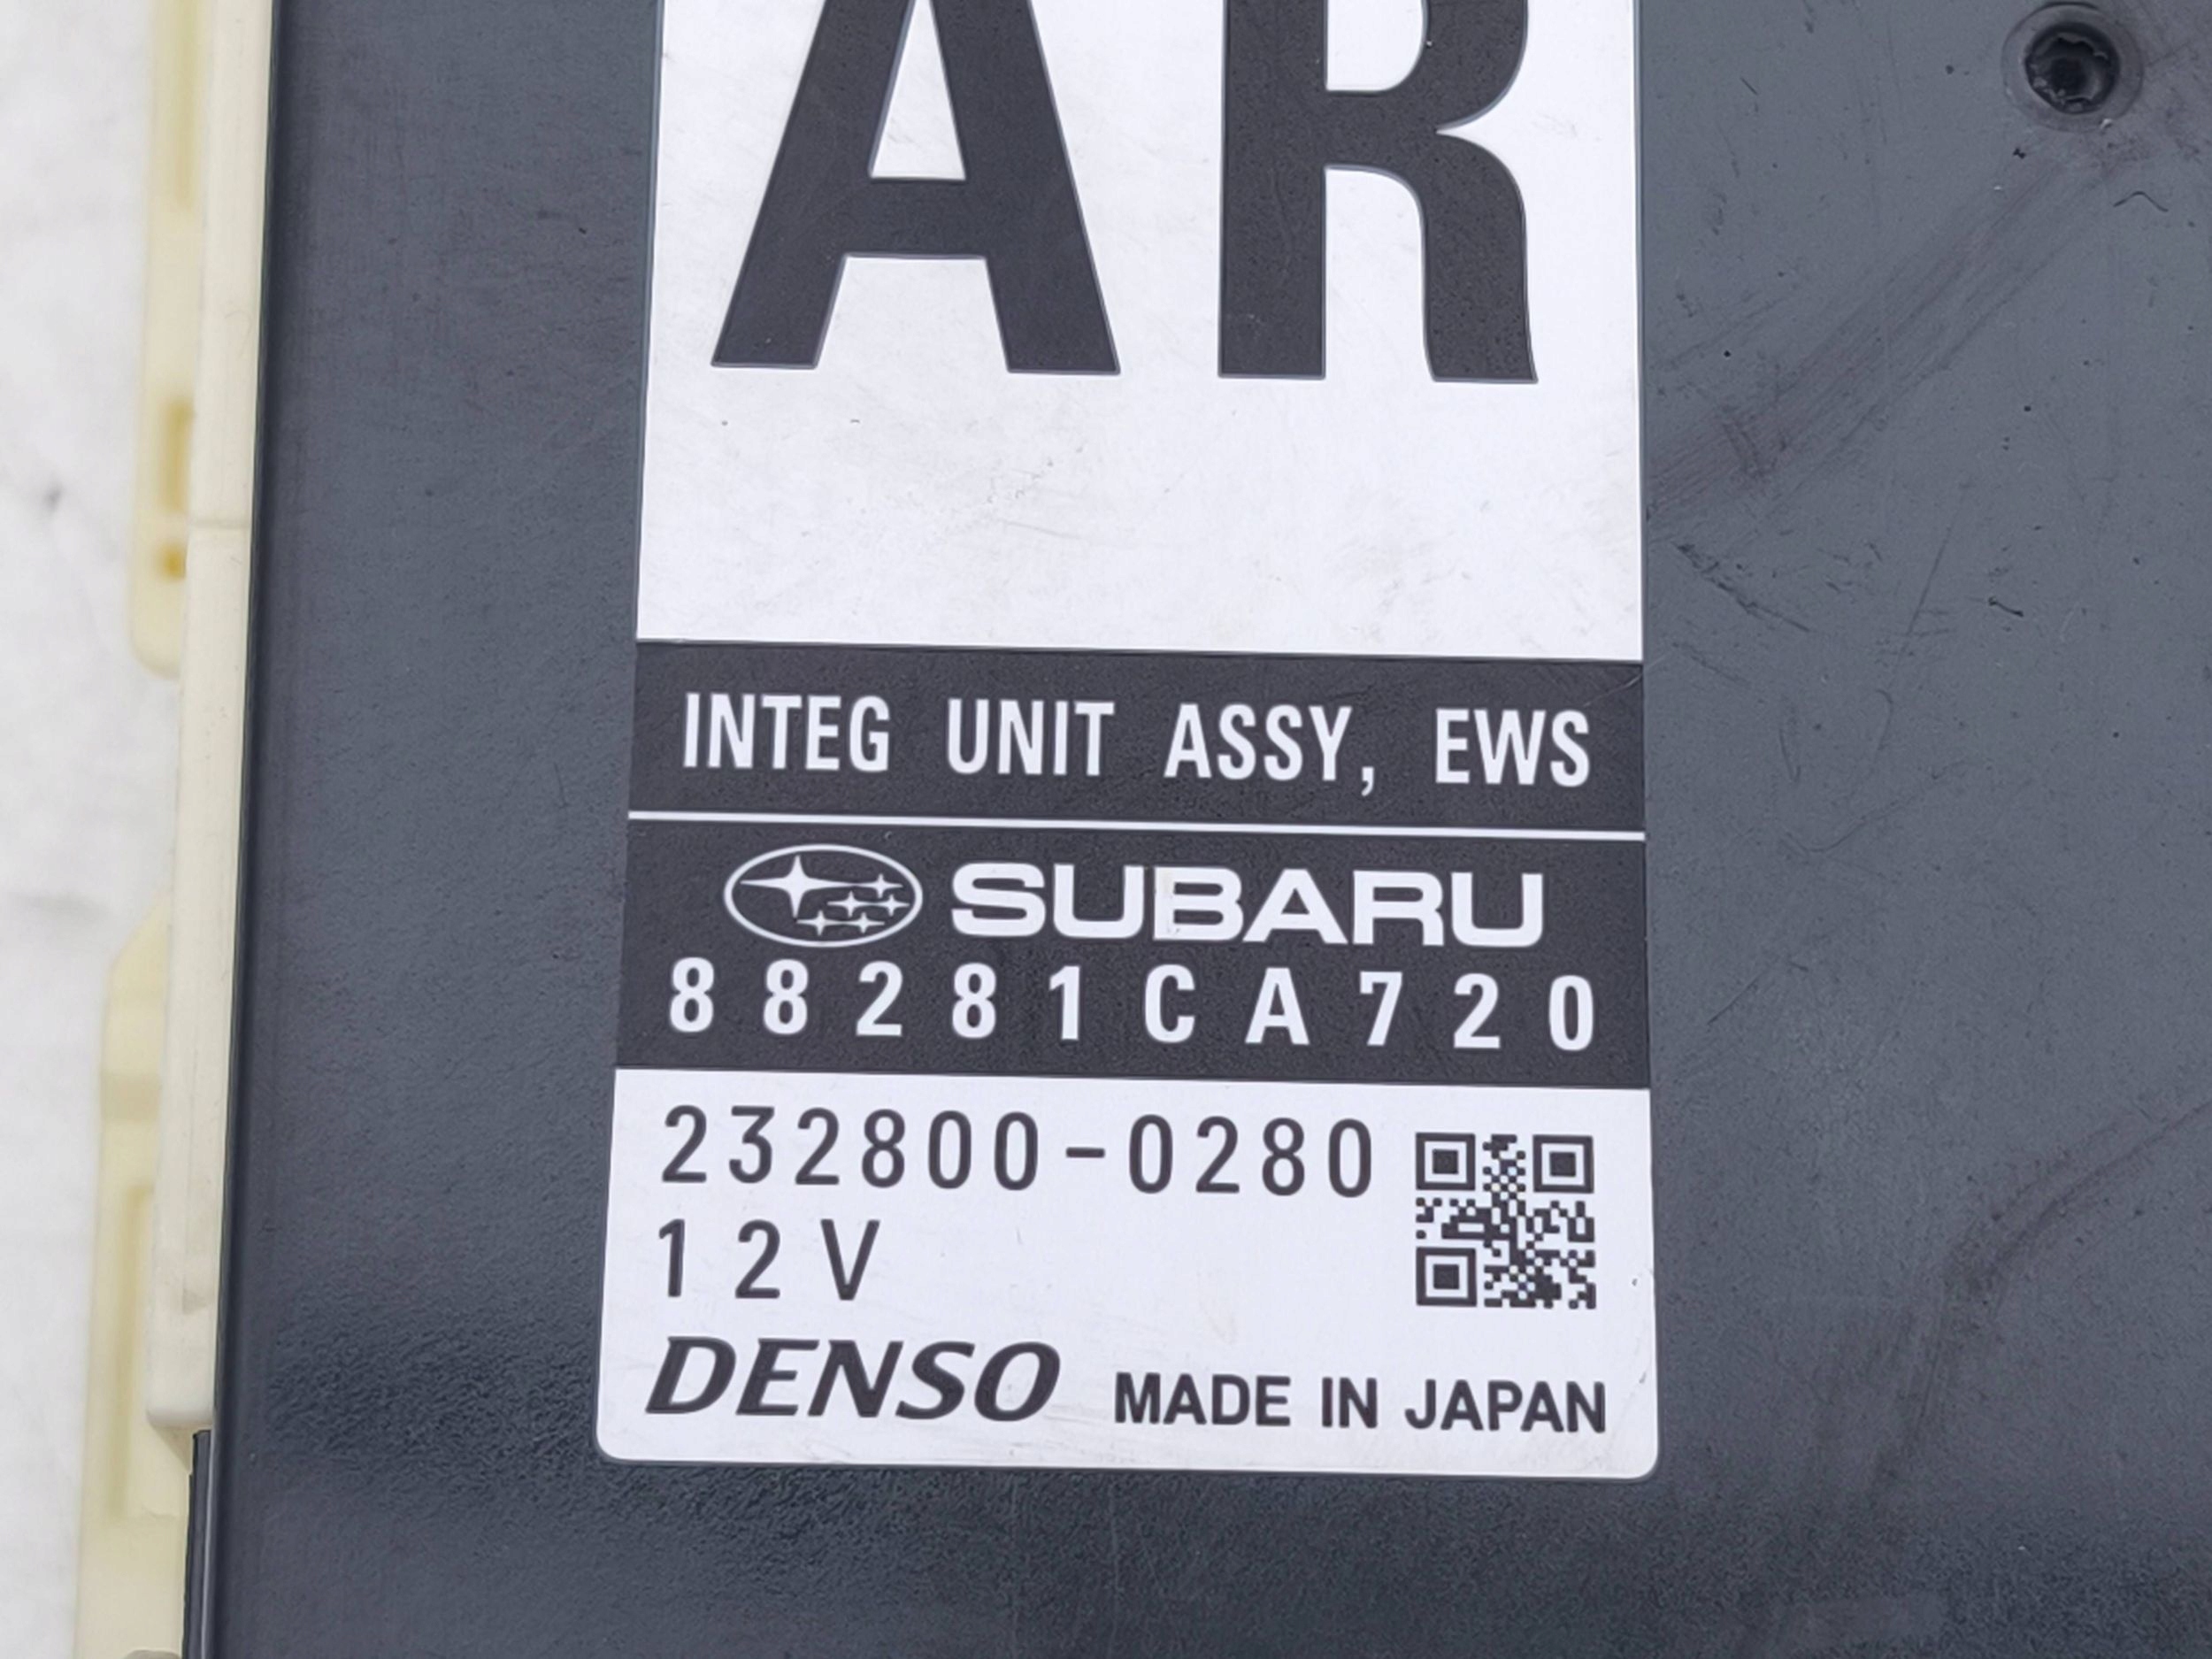 AR
INTEG UNIT ASSY, EWS
SUBARU
88281CA720
232800-0280
12V
DENSO MADE IN JAPAN